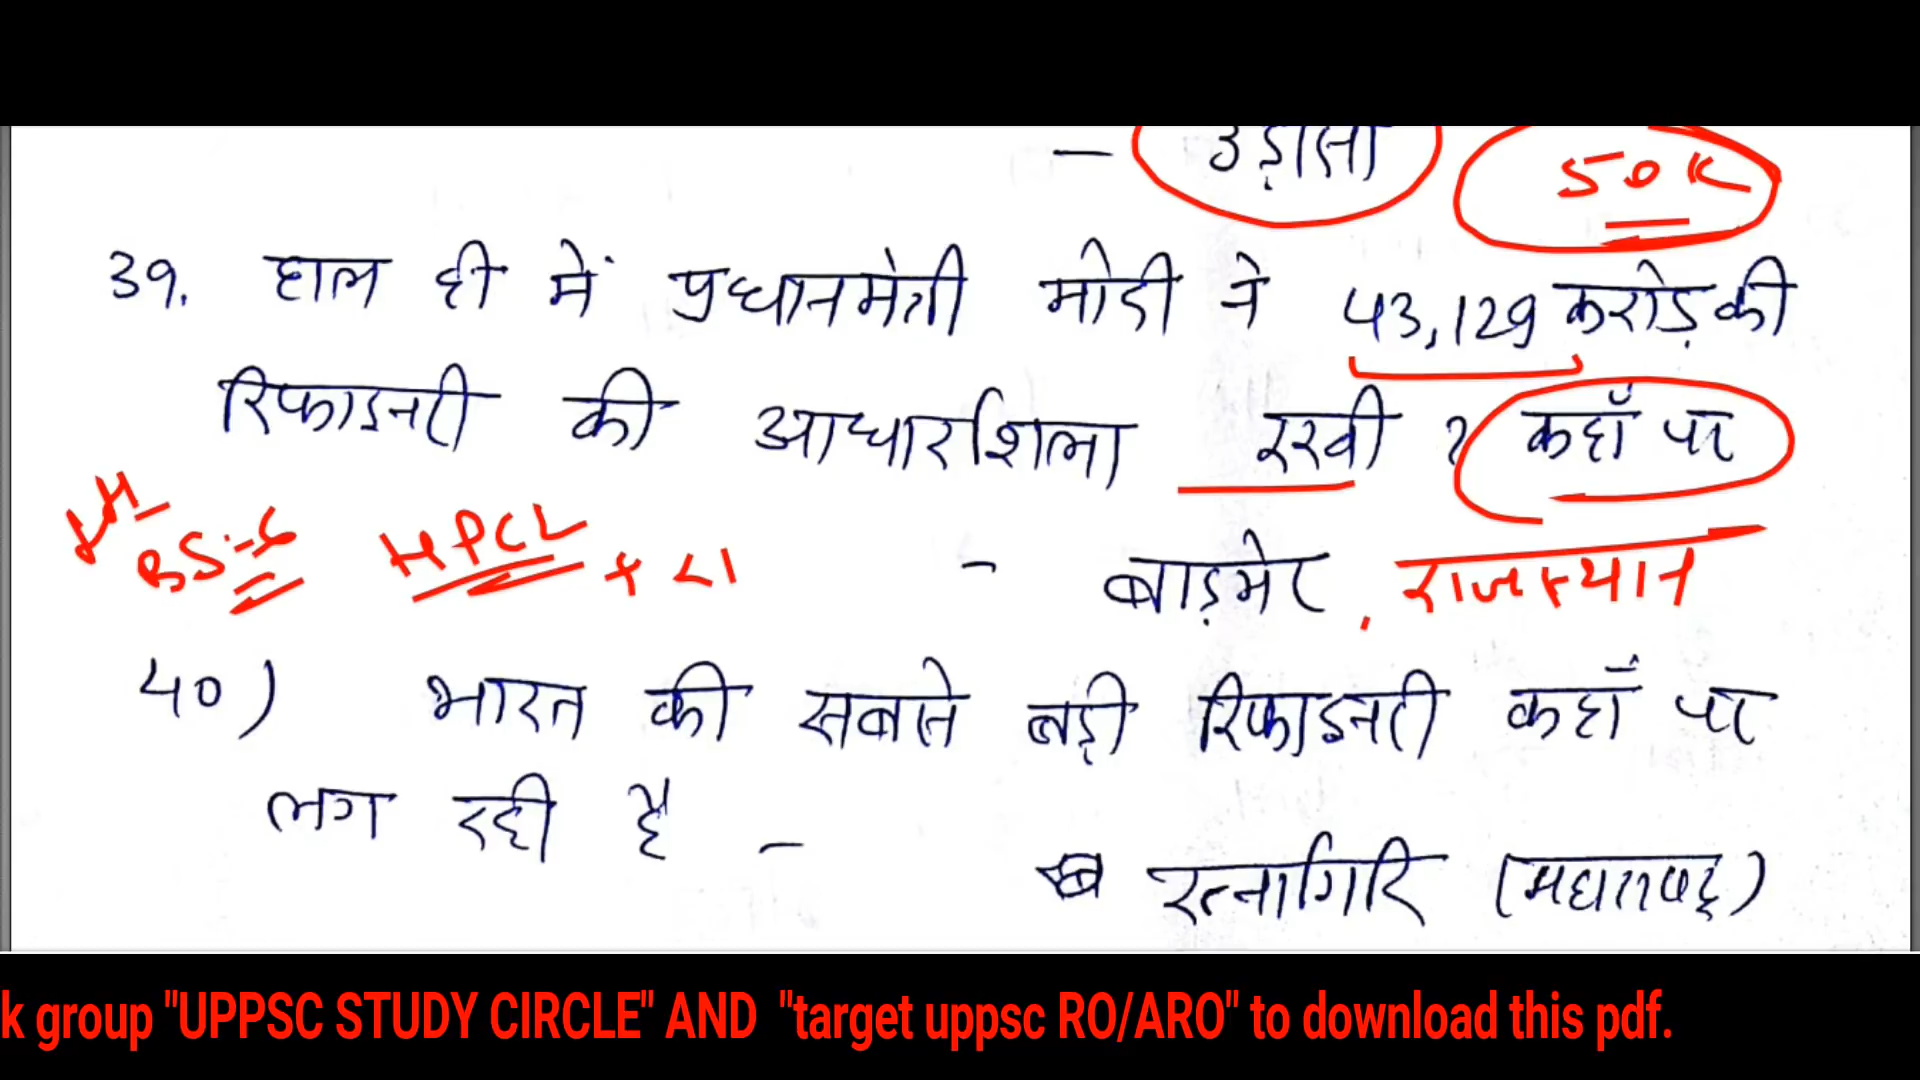 – उड़ीसा 50K
39. हाल ही में प्रधानमंत्री मोदी ने 43,129 करोड़ की
रिफाइनरी की आधारशिला रखी ? कहाँ पर
BS-6 HPCL +
– बाड़मेर, राजस्थान
40) भारत की सबसे बड़ी रिफाइनरी कहाँ पर
लग रही है –
रत्नागिरि (महाराष्ट्र)
k group "UPPSC STUDY CIRCLE" AND "target uppsc RO/ARO" to download this pdf.